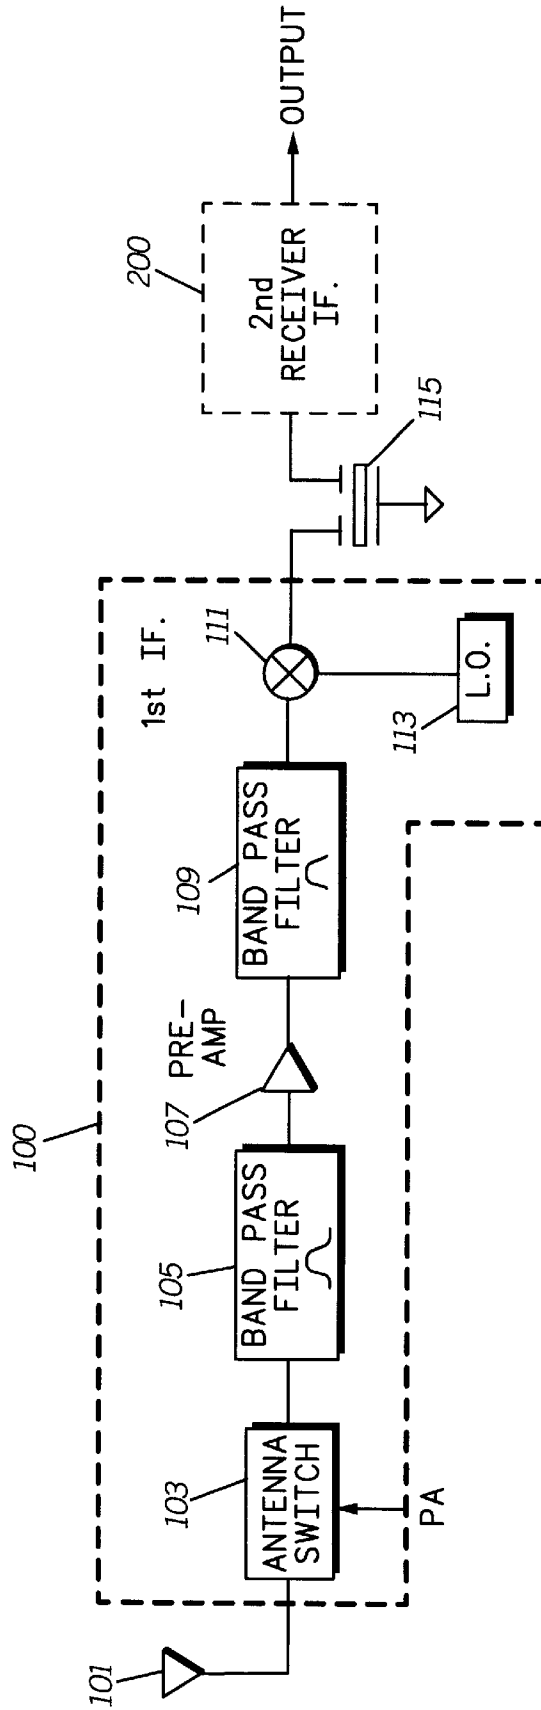 100
101
103
ANTENNA
SWITCH
PA
105
BAND PASS
FILTER
107
PRE-
AMP
109
BAND PASS
FILTER
1st IF.
111
113
L.O.
115
200
2nd
RECEIVER
IF.
OUTPUT